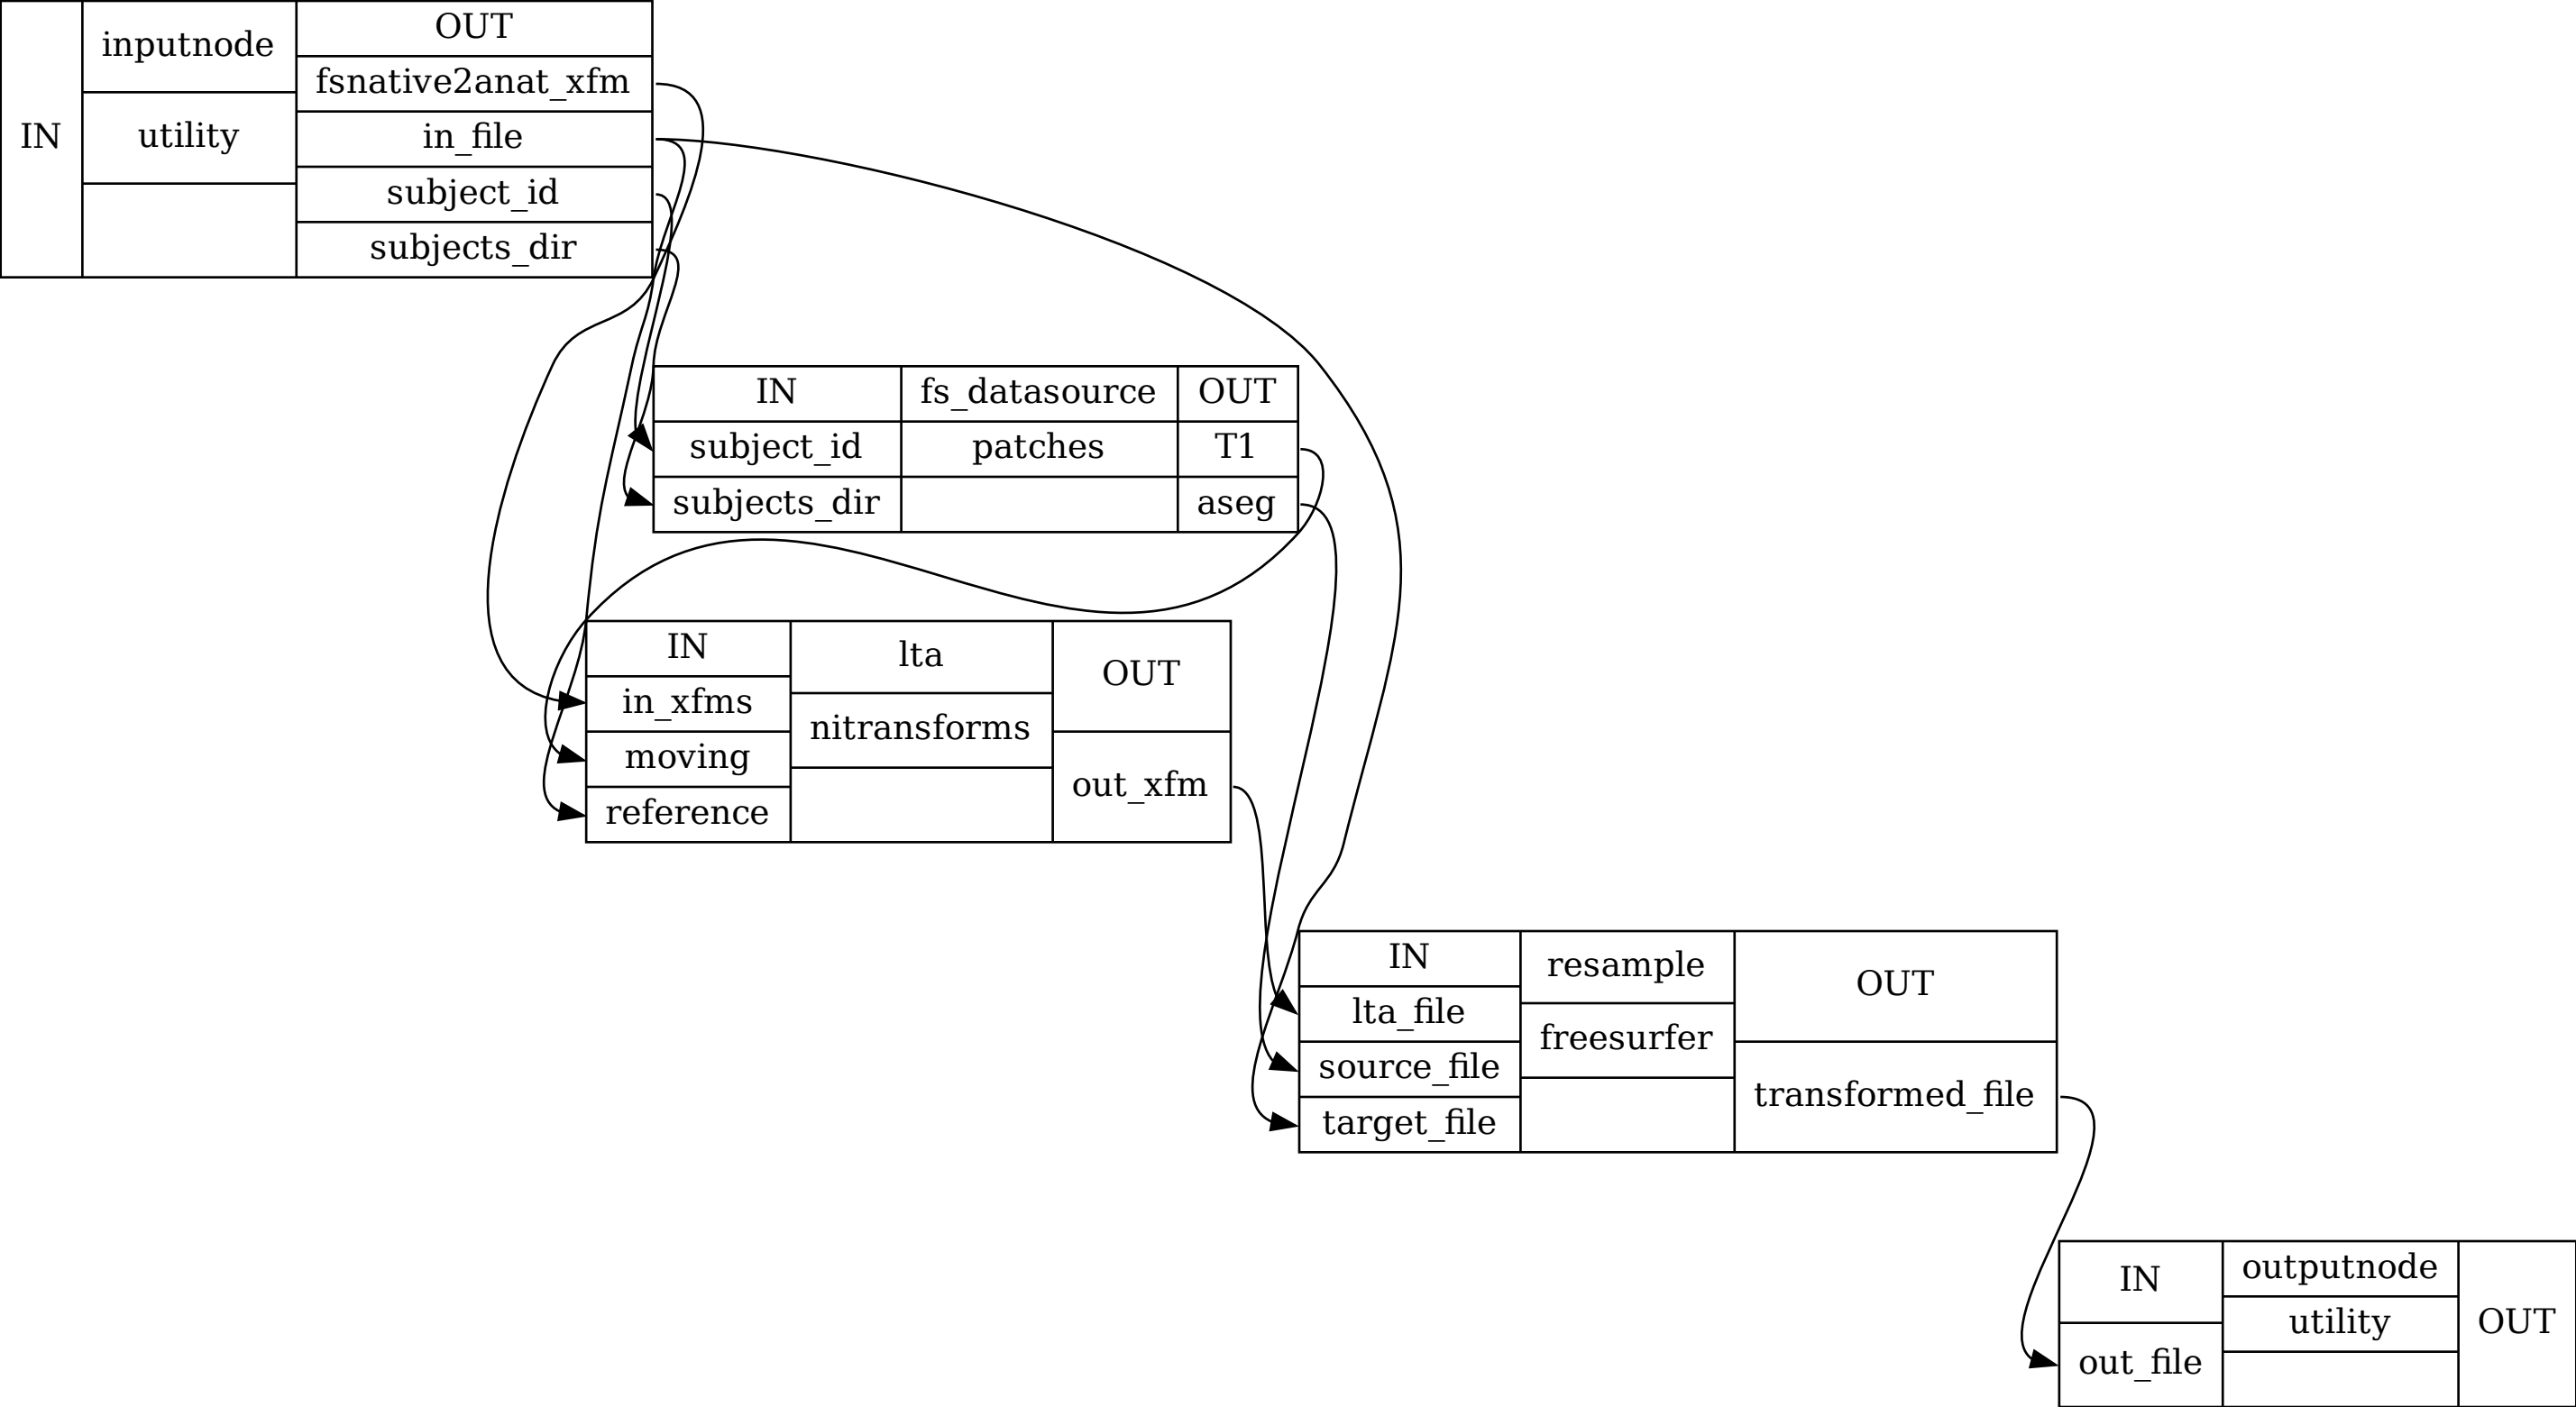 IN
inputnode
utility
OUT
fsnative2anat_xfm
in_file
subject_id
subjects_dir
IN
subject_id
subjects_dir
fs_datasource
patches
OUT
T1
aseg
IN
in_xfms
moving
reference
lta
nitransforms
OUT
out_xfm
IN
lta_file
source_file
target_file
resample
freesurfer
OUT
transformed_file
IN
out_file
outputnode
utility
OUT